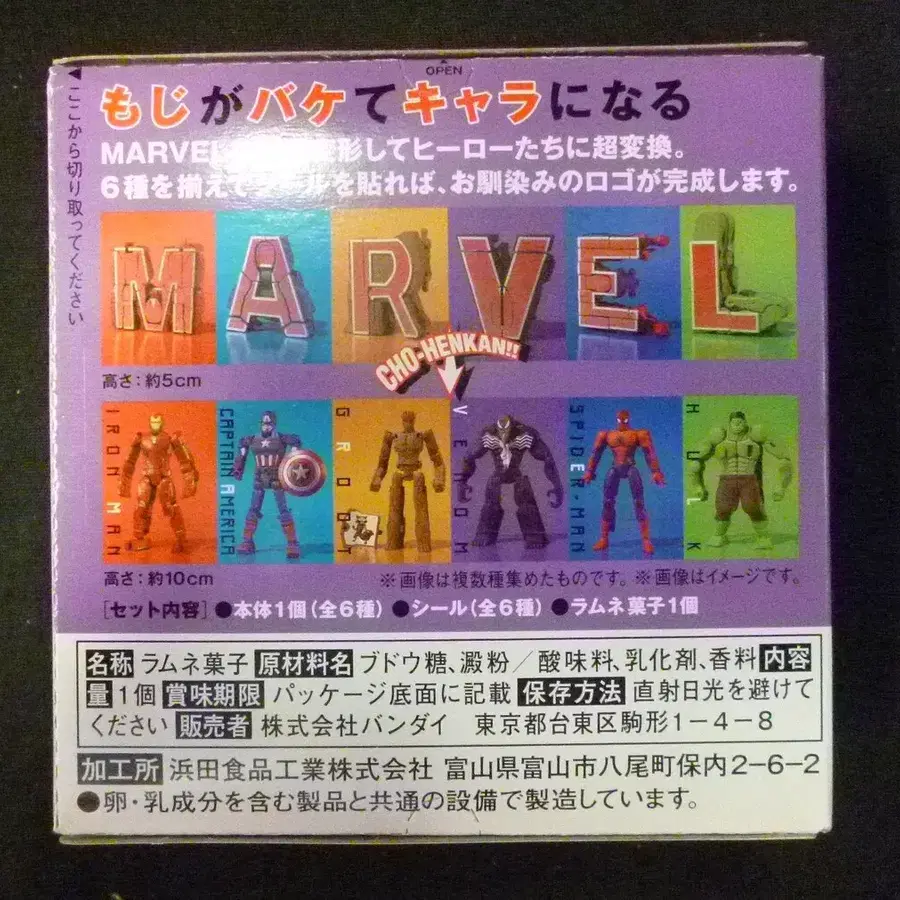 OPEN
◀ここから切り取ってください
もじがバケてキャラになる
MARVEL 形してヒーローたちに超変換。
6種を揃えてシールを貼れば、お馴染みのロゴが完成します。
MARVEL
CHO-HENKAN!!
高さ:約5cm
IRON MAN
CAPTAIN AMERICA
GROOT
VENOM
SPIDER-MAN
HULK
高さ:約10cm
※画像は複数種集めたものです。※画像はイメージです。
[セット内容] ●本体1個(全6種) ●シール(全6種) ●ラムネ菓子1個
名称 ラムネ菓子 原材料名 ブドウ糖、澱粉/酸味料、乳化剤、香料 内容
量 1個 賞味期限 パッケージ底面に記載 保存方法 直射日光を避けて
ください 販売者 株式会社バンダイ 東京都台東区駒形1-4-8
加工所 浜田食品工業株式会社 富山県富山市八尾町保内2-6-2
●卵・乳成分を含む製品と共通の設備で製造しています。